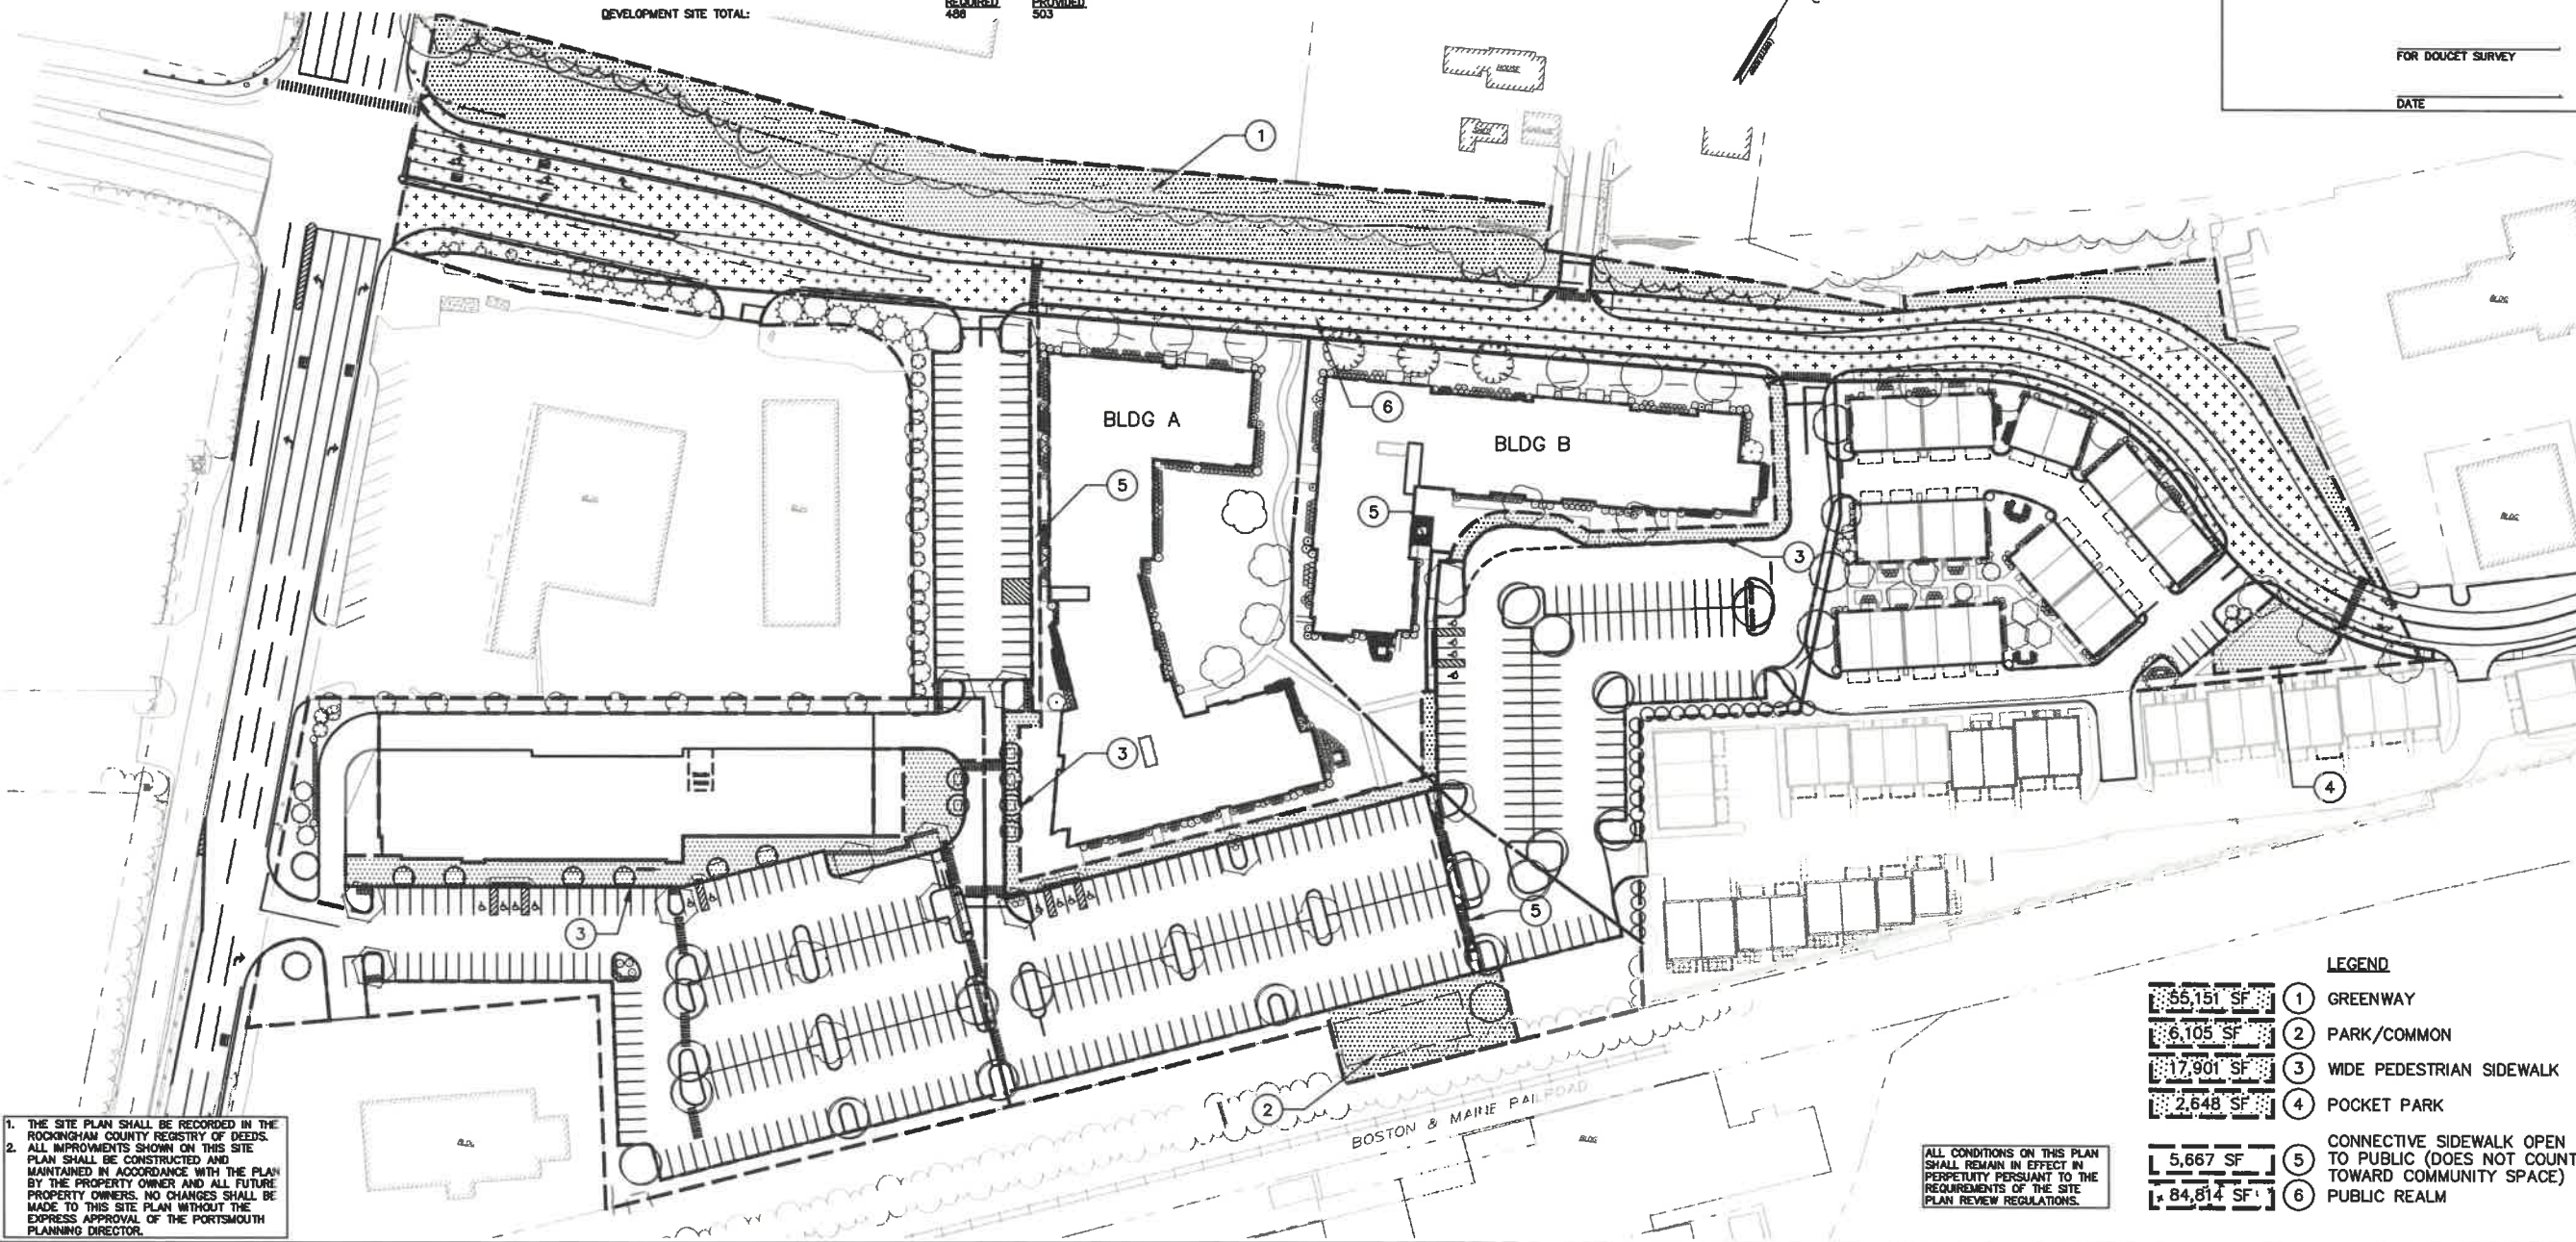 REQUIRED PROVIDED
DEVELOPMENT SITE TOTAL: 488 503
FOR DOUCET SURVEY
DATE
HOUSE
SHED
GARAGE
1
BLDG
BLDG A
6
BLDG B
5
5
BLDG
BLDG
BLDG
3
3
4
3
5
2
BOSTON & MAINE RAILROAD
BLDG
BLDG
1. THE SITE PLAN SHALL BE RECORDED IN THE
ROCKINGHAM COUNTY REGISTRY OF DEEDS.
2. ALL IMPROVMENTS SHOWN ON THIS SITE
PLAN SHALL BE CONSTRUCTED AND
MAINTAINED IN ACCORDANCE WITH THE PLAN
BY THE PROPERTY OWNER AND ALL FUTURE
PROPERTY OWNERS. NO CHANGES SHALL BE
MADE TO THIS SITE PLAN WITHOUT THE
EXPRESS APPROVAL OF THE PORTSMOUTH
PLANNING DIRECTOR.
ALL CONDITIONS ON THIS PLAN
SHALL REMAIN IN EFFECT IN
PERPETUITY PERSUANT TO THE
REQUIREMENTS OF THE SITE
PLAN REVIEW REGULATIONS.
LEGEND
55,151 SF 1 GREENWAY
6,105 SF 2 PARK/COMMON
17,901 SF 3 WIDE PEDESTRIAN SIDEWALK
2,648 SF 4 POCKET PARK
5,667 SF 5 CONNECTIVE SIDEWALK OPEN
TO PUBLIC (DOES NOT COUNT
TOWARD COMMUNITY SPACE)
84,814 SF 6 PUBLIC REALM